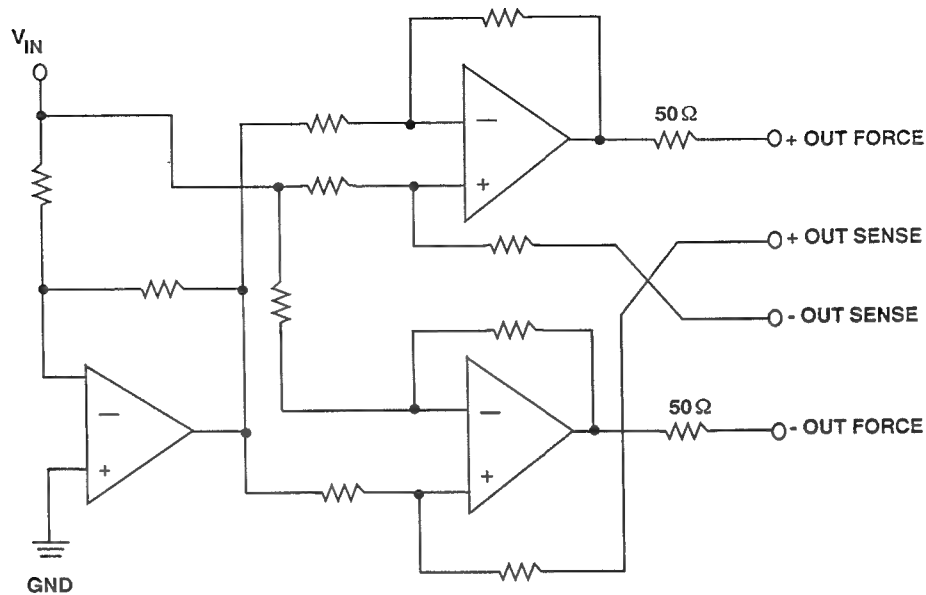 V_IN
50Ω
+ OUT FORCE
−
+
+ OUT SENSE
- OUT SENSE
50Ω
- OUT FORCE
−
+
−
+
GND